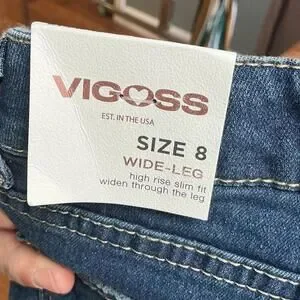 VIGOSS
EST. IN THE USA
SIZE 8
WIDE-LEG
high rise slim fit
widen through the leg